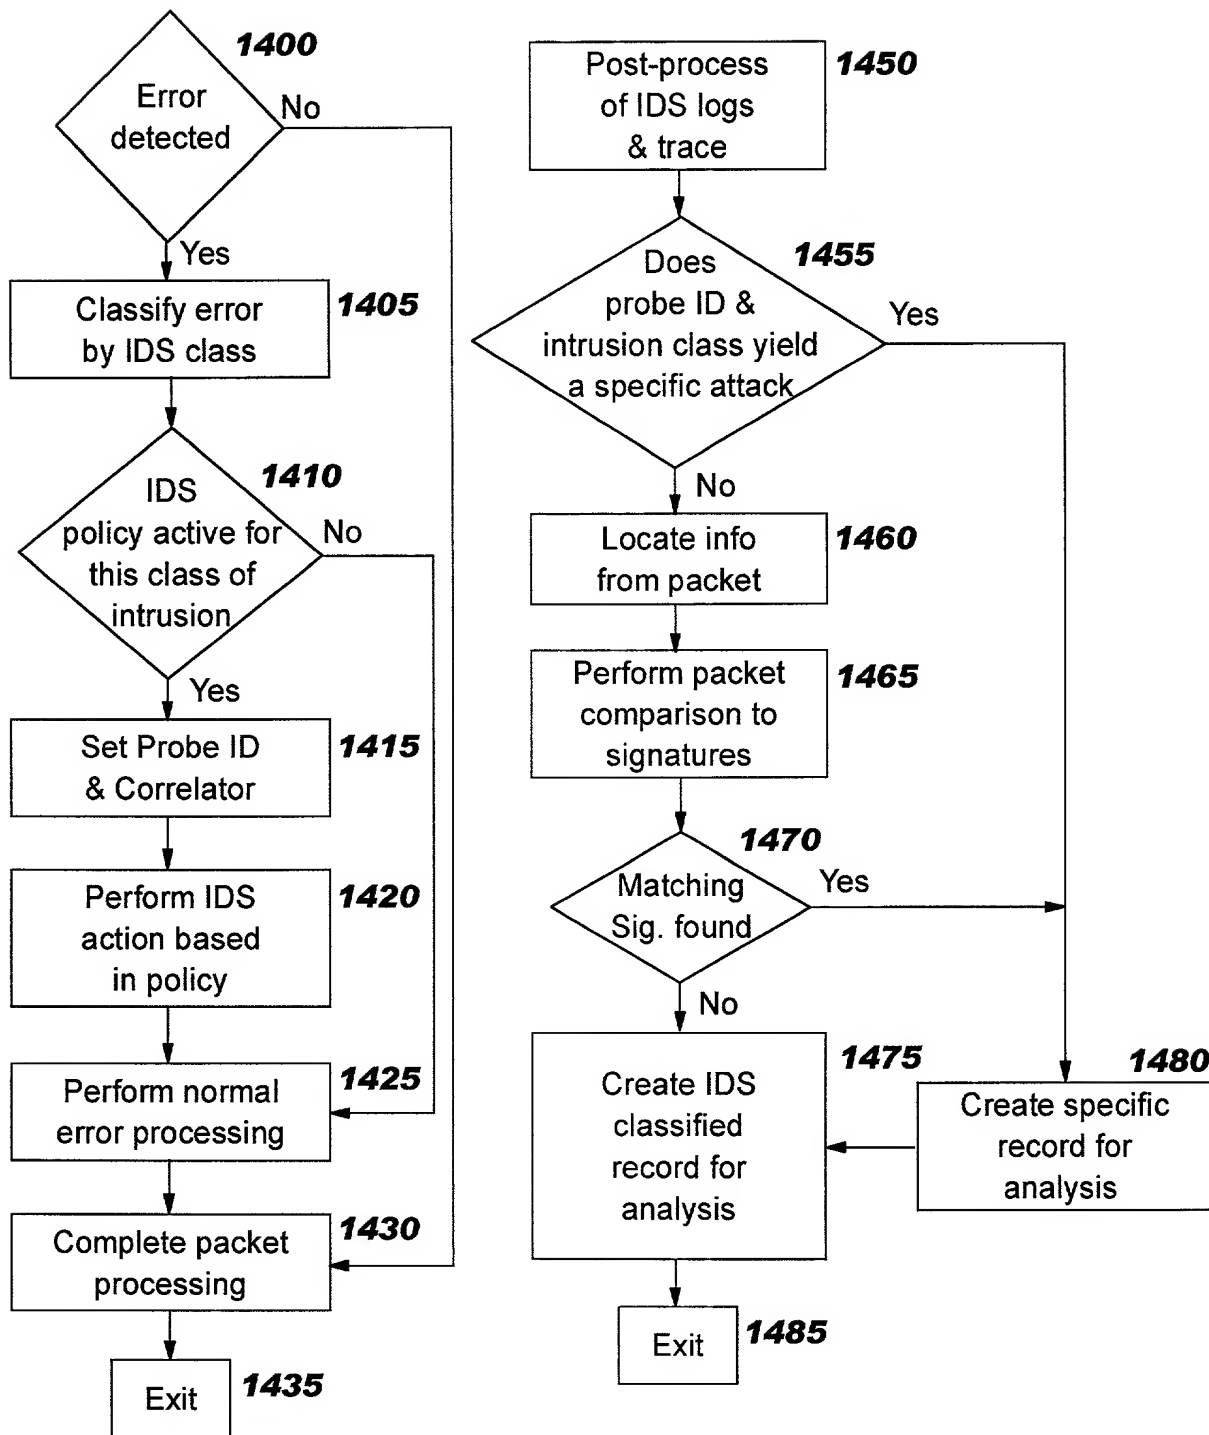 1400
Error
detected
No
Yes
Classify error
by IDS class
1405
1410
IDS
policy active for
this class of
intrusion
No
Yes
Set Probe ID
& Correlator
1415
Perform IDS
action based
in policy
1420
Perform normal
error processing
1425
Complete packet
processing
1430
Exit
1435
Post-process
of IDS logs
& trace
1450
1455
Does
probe ID &
intrusion class yield
a specific attack
Yes
No
Locate info
from packet
1460
Perform packet
comparison to
signatures
1465
1470
Matching
Sig. found
Yes
No
Create IDS
classified
record for
analysis
1475
1480
Create specific
record for
analysis
Exit
1485